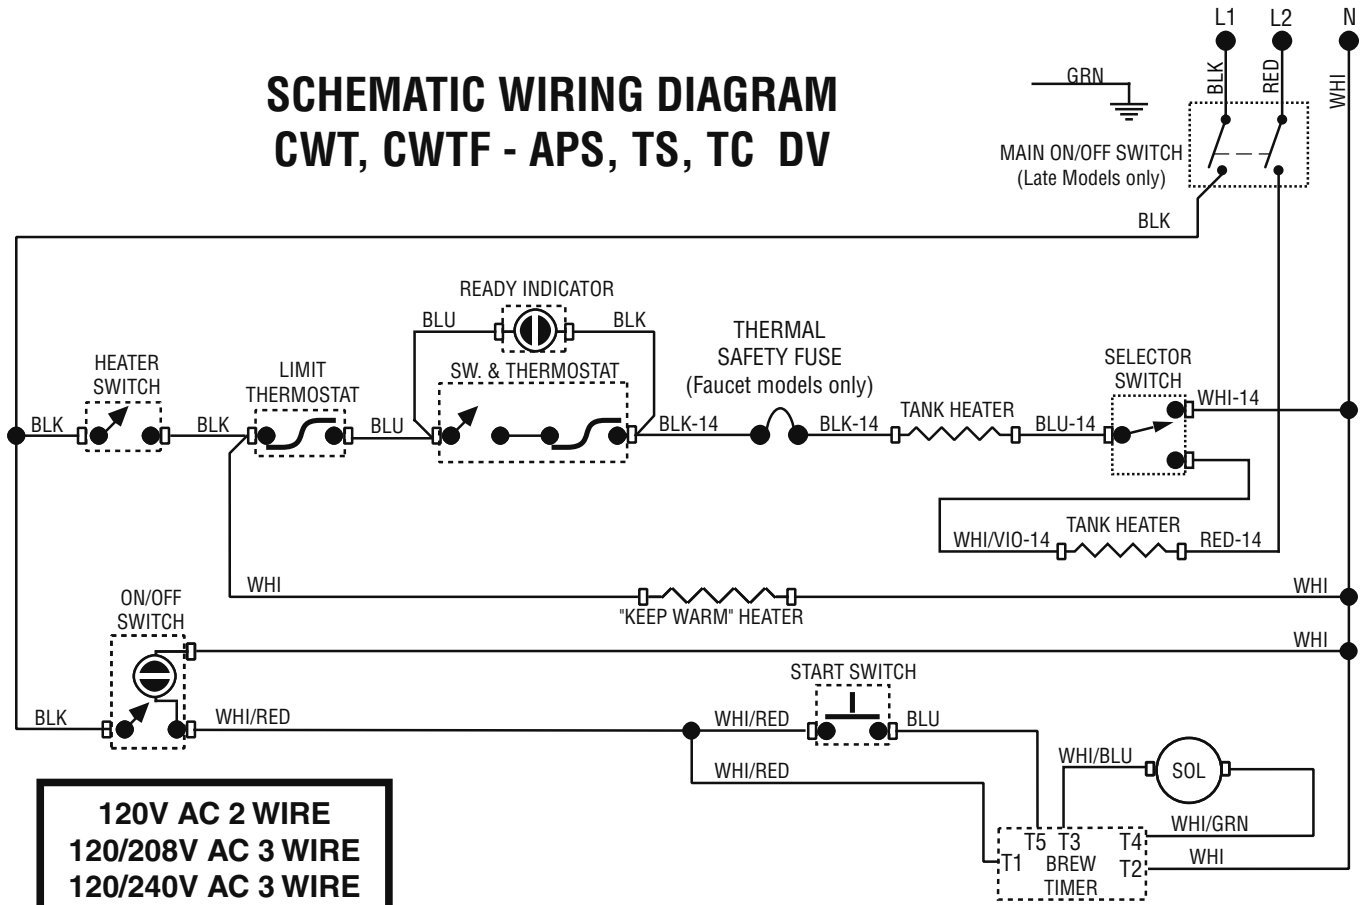 L1 L2 N
BLK RED WHI
GRN
SCHEMATIC WIRING DIAGRAM
CWT, CWTF - APS, TS, TC DV
MAIN ON/OFF SWITCH
(Late Models only)
BLK
READY INDICATOR
BLU BLK
THERMAL
SAFETY FUSE
(Faucet models only)
HEATER
SWITCH
LIMIT
THERMOSTAT
SW. & THERMOSTAT
SELECTOR
SWITCH
WHI-14
BLK BLK BLU BLK-14 BLK-14 TANK HEATER BLU-14
WHI/VIO-14 TANK HEATER RED-14
WHI "KEEP WARM" HEATER WHI
ON/OFF
SWITCH
WHI
START SWITCH
BLK WHI/RED WHI/RED BLU
WHI/RED
WHI/BLU SOL
WHI/GRN
T5 T3 T4
T1 BREW T2 WHI
TIMER
120V AC 2 WIRE
120/208V AC 3 WIRE
120/240V AC 3 WIRE